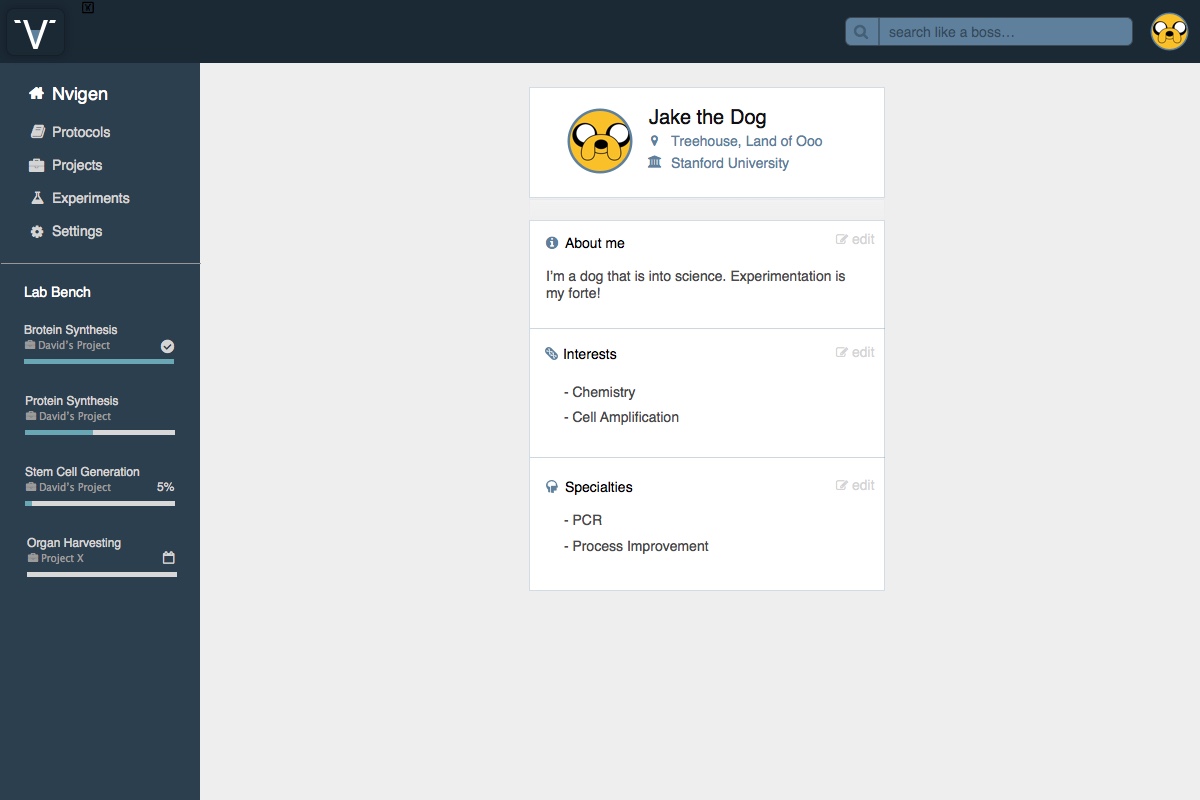 V
search like a boss...
Nvigen
Protocols
Projects
Experiments
Settings
Lab Bench
Brotein Synthesis
David's Project
Protein Synthesis
David's Project
Stem Cell Generation
David's Project
5%
Organ Harvesting
Project X
Jake the Dog
Treehouse, Land of Ooo
Stanford University
About me
edit
I'm a dog that is into science. Experimentation is
my forte!
Interests
edit
- Chemistry
- Cell Amplification
Specialties
edit
- PCR
- Process Improvement